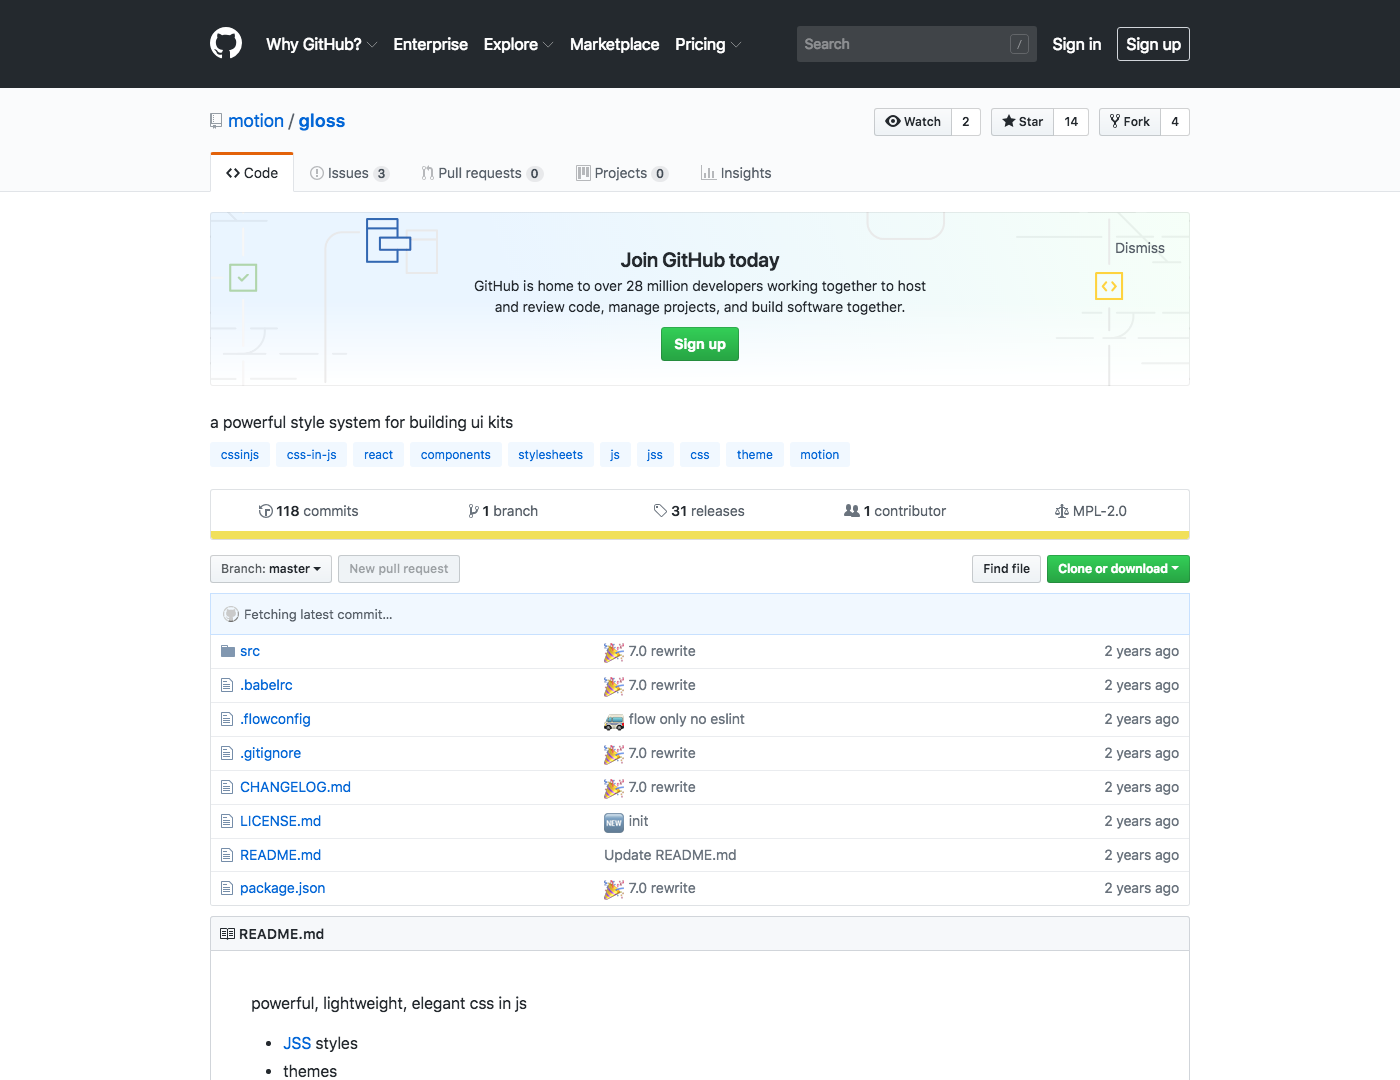 Why GitHub? Enterprise Explore Marketplace Pricing Search / Sign in Sign up
motion / gloss Watch 2 Star 14 Fork 4
Code Issues 3 Pull requests 0 Projects 0 Insights
Dismiss
Join GitHub today
GitHub is home to over 28 million developers working together to host
and review code, manage projects, and build software together.
Sign up
a powerful style system for building ui kits
cssinjs css-in-js react components stylesheets js jss css theme motion
118 commits 1 branch 31 releases 1 contributor MPL-2.0
Branch: master New pull request Find file Clone or download
Fetching latest commit…
src 🎉 7.0 rewrite 2 years ago
.babelrc 🎉 7.0 rewrite 2 years ago
.flowconfig 🚐 flow only no eslint 2 years ago
.gitignore 🎉 7.0 rewrite 2 years ago
CHANGELOG.md 🎉 7.0 rewrite 2 years ago
LICENSE.md 🆕 init 2 years ago
README.md Update README.md 2 years ago
package.json 🎉 7.0 rewrite 2 years ago
README.md
powerful, lightweight, elegant css in js
• JSS styles
• themes